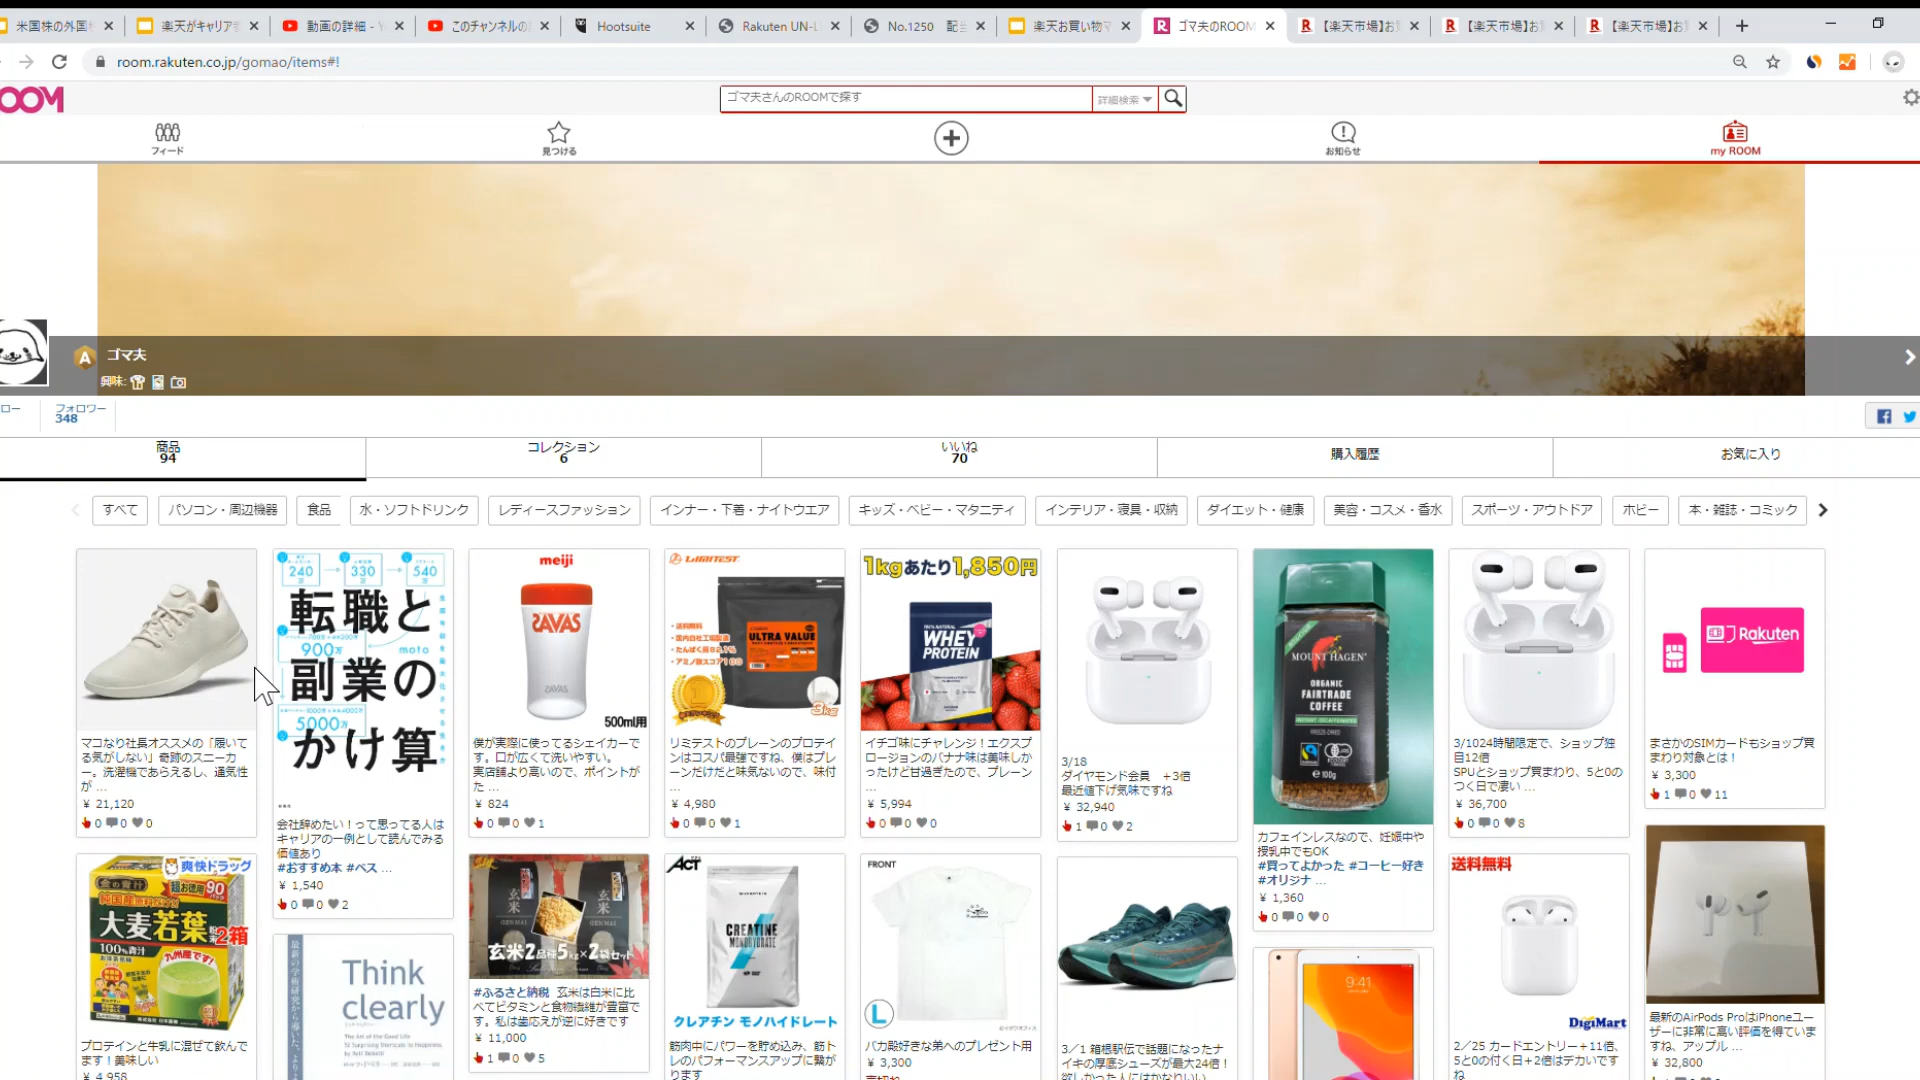 米国株の外国
楽天がキャリア
動画の詳細 - Y
このチャンネルの
Hootsuite
Rakuten UN-L
No.1250 配当
楽天お買い物マ
ゴマ夫のROOM
【楽天市場】お
【楽天市場】お
【楽天市場】お
room.rakuten.co.jp/gomao/items#!
ROOM
ゴマ夫さんのROOMで探す
詳細検索
フィード
見つける
お知らせ
my ROOM
A
ゴマ夫
興味:
ロー
フォロワー
348
商品
94
コレクション
6
いいね
70
購入履歴
お気に入り
すべて
パソコン・周辺機器
食品
水・ソフトドリンク
レディースファッション
インナー・下着・ナイトウエア
キッズ・ベビー・マタニティ
インテリア・寝具・収納
ダイエット・健康
美容・コスメ・香水
スポーツ・アウトドア
ホビー
本・雑誌・コミック
マコなり社長オススメの「履いて
る気がしない」奇跡のスニーカ
ー。洗濯機であらえるし、通気性
が ...
¥ 21,120
0 0 0
240
330
540
900万
5000万
moto
転職と
副業の
かけ算
...
会社辞めたい！って思ってる人は
キャリアの一例として読んでみる
価値あり
#おすすめ本 #ベス ...
¥ 1,540
0 0 2
meiji
SAVAS
500ml用
僕が実際に使ってるシェイカーで
す。口が広くて洗いやすい。
実店舗より高いので、ポイントが
た ...
¥ 824
0 0 1
LIMITEST
・送料無料
・国内自社工場製造
ULTRA VALUE
3kg
リミテストのプレーンのプロテイ
ンはコスパ最強ですね、僕はプレ
ーンだけだと味気ないので、味付
...
¥ 4,980
0 0 1
1kgあたり1,850円
WHEY
PROTEIN
イチゴ味にチャレンジ！エクスプ
ロージョンのバナナ味は美味しか
ったけど甘過ぎたので、プレーン
...
¥ 5,994
0 0 0
3/18
ダイヤモンド会員　+3倍
最近値下げ気味ですね
¥ 32,940
1 0 2
MOUNT HAGEN
ORGANIC
FAIRTRADE
COFFEE
100g
カフェインレスなので、妊娠中や
授乳中でもOK
#買ってよかった #コーヒー好き
#オリジナ ...
¥ 1,360
0 0 0
3/1024時間限定で、ショップ独
自12倍
SPUとショップ買まわり、5と0の
つく日で凄い ...
¥ 36,700
0 0 8
Rakuten
まさかのSIMカードもショップ買
まわり対象とは！
¥ 3,300
1 0 11
爽快ドラッグ
金の青汁
90
大麦若葉
2箱
100%青汁
九州産です!
プロテインと牛乳に混ぜて飲んで
ます！美味しい
¥ 4,958
Think
clearly
玄米
玄米
玄米2品種5kg×2袋セット
#ふるさと納税 玄米は白米に比
べてビタミンと食物繊維が豊富で
す。私は歯応えが逆に好きです
¥ 11,000
1 0 5
ACT
CREATINE
MONOHYDRATE
クレアチン モノハイドレート
筋肉中にパワーを貯め込み、筋ト
レのパフォーマンスアップに繋が
ります
FRONT
L
バカ殿好きな弟へのプレゼント用
¥ 3,300
3／1 箱根駅伝で話題になったナ
イキの厚底シューズが最大24倍！
9:41
送料無料
DigiMart
2／25 カードエントリー+11倍、
5と0の付く日+2倍はデカいです
ね
最新のAirPods ProはiPhoneユー
ザーに非常に高い評価を得ていま
すね、アップル ...
¥ 32,800